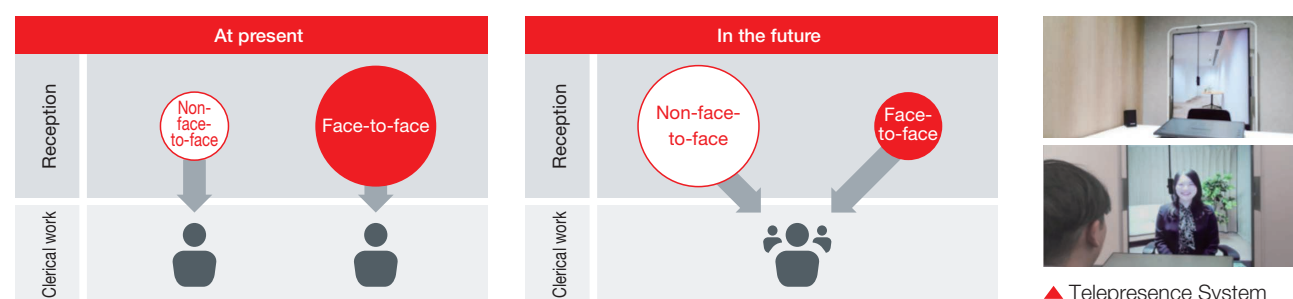 At present
Reception
Non-
face-
to-face
Face-to-face
Clerical work
In the future
Reception
Non-face-
to-face
Face-
to-face
Clerical work
▲ Telepresence System